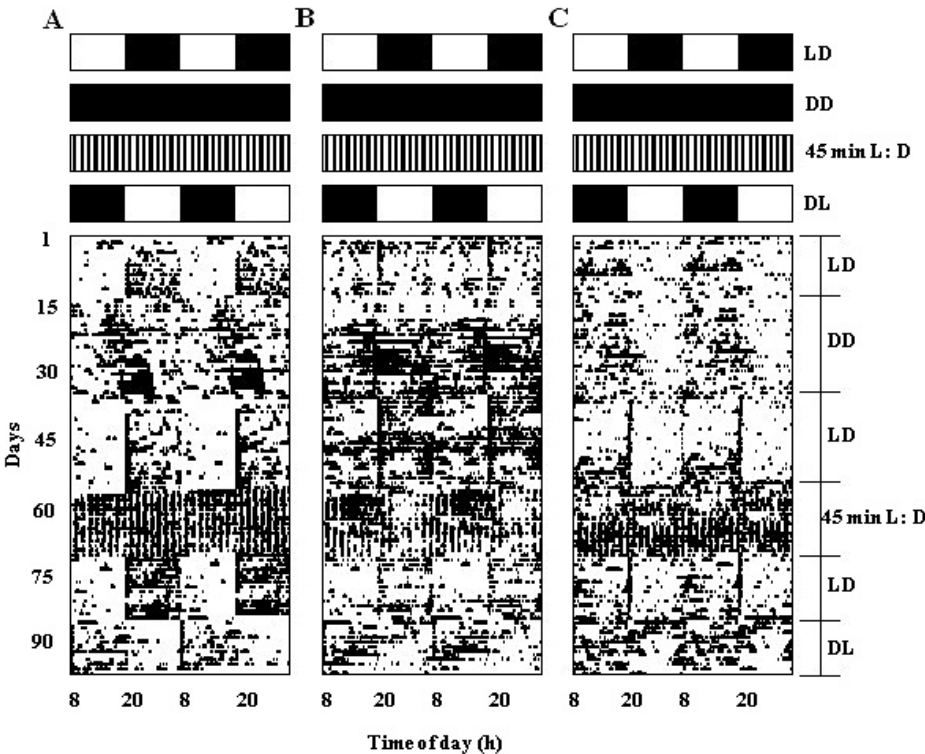 A B C
LD
DD
45 min L: D
DL
1
15
30
45
60
75
90
Days
LD
DD
LD
45 min L: D
LD
DL
8 20 8 20 8 20 8 20 8 20 8 20
Time of day (h)